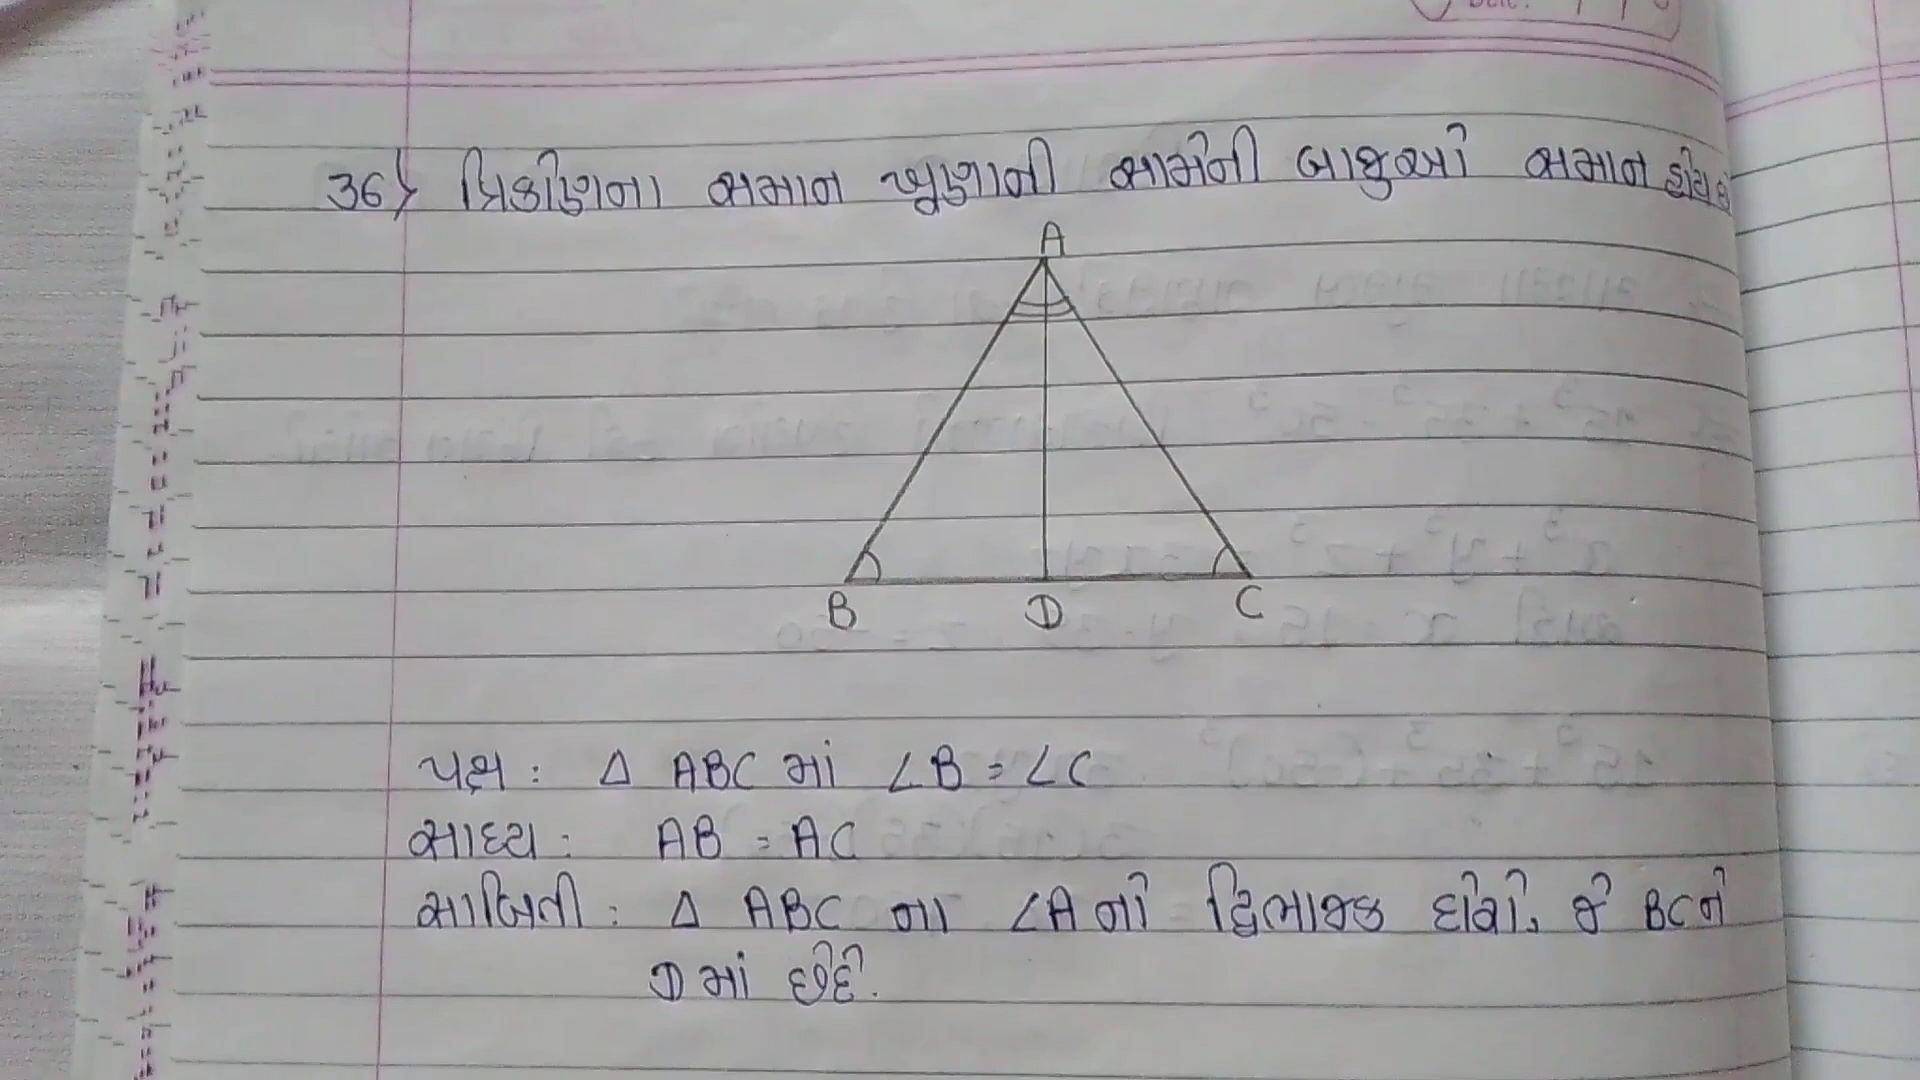 36> ત્રિકોણના સમાન ખૂણાની સામેની બાજુઓ સમાન હોય છે
A
B D C
પક્ષ : Δ ABC માં ∠B = ∠C
સાધ્ય : AB = AC
સાબિતી : Δ ABC ના ∠A નો દ્વિભાજક દોરો, જે BC ને
D માં છેદે.